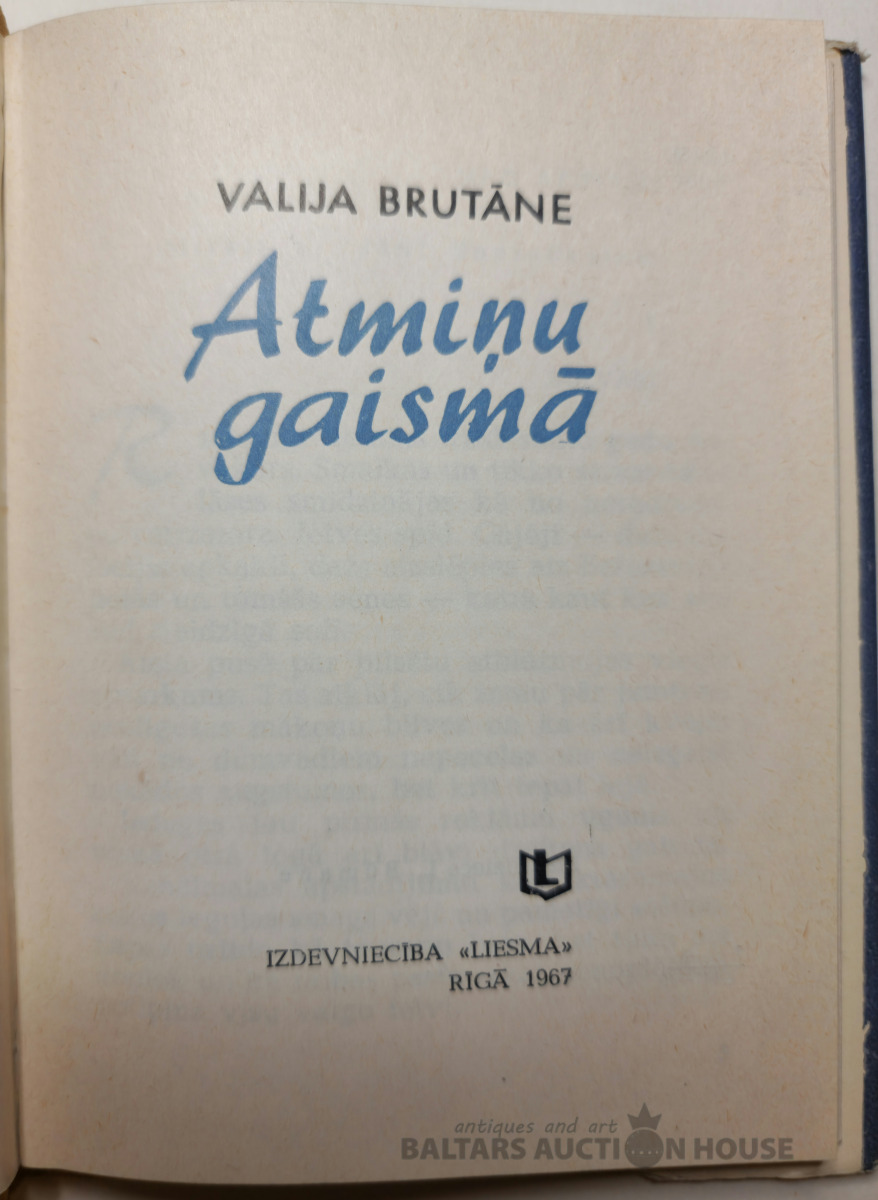 VALIJA BRUTĀNE
Atmiņu
gaismā
L
IZDEVNIECĪBA «LIESMA»
RĪGĀ 1967
antiques and art
BALTARS AUCTION HOUSE